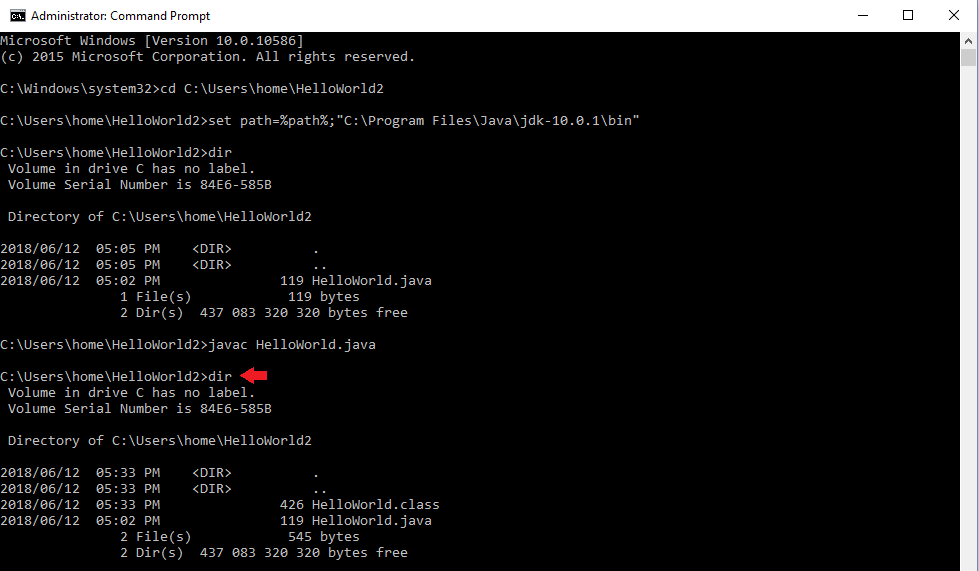 Administrator: Command Prompt
Microsoft Windows [Version 10.0.10586]
(c) 2015 Microsoft Corporation. All rights reserved.
C:\Windows\system32>cd C:\Users\home\HelloWorld2
C:\Users\home\HelloWorld2>set path=%path%;"C:\Program Files\Java\jdk-10.0.1\bin"
C:\Users\home\HelloWorld2>dir
 Volume in drive C has no label.
 Volume Serial Number is 84E6-585B
 Directory of C:\Users\home\HelloWorld2
2018/06/12  05:05 PM    <DIR>          .
2018/06/12  05:05 PM    <DIR>          ..
2018/06/12  05:02 PM               119 HelloWorld.java
               1 File(s)            119 bytes
               2 Dir(s)  437 083 320 320 bytes free
C:\Users\home\HelloWorld2>javac HelloWorld.java
C:\Users\home\HelloWorld2>dir
 Volume in drive C has no label.
 Volume Serial Number is 84E6-585B
 Directory of C:\Users\home\HelloWorld2
2018/06/12  05:33 PM    <DIR>          .
2018/06/12  05:33 PM    <DIR>          ..
2018/06/12  05:33 PM               426 HelloWorld.class
2018/06/12  05:02 PM               119 HelloWorld.java
               2 File(s)            545 bytes
               2 Dir(s)  437 083 320 320 bytes free